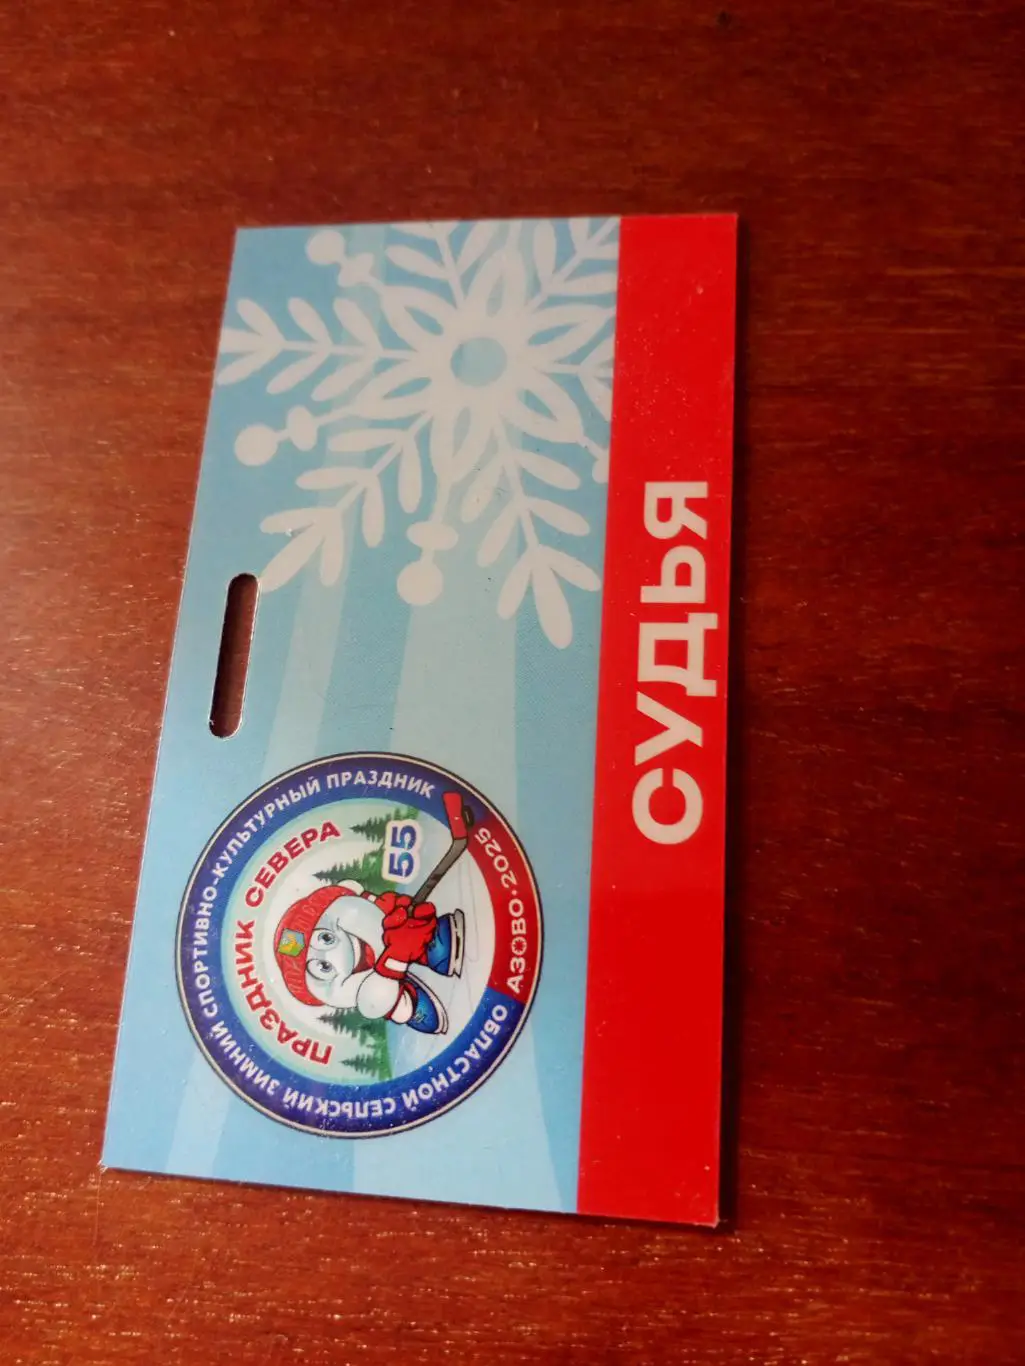 ОБЛАСТНОЙ СЕЛЬСКИЙ ЗИМНИЙ СПОРТИВНО-КУЛЬТУРНЫЙ ПРАЗДНИК
ПРАЗДНИК СЕВЕРА
55
АЗОВО•2025
СУДЬЯ